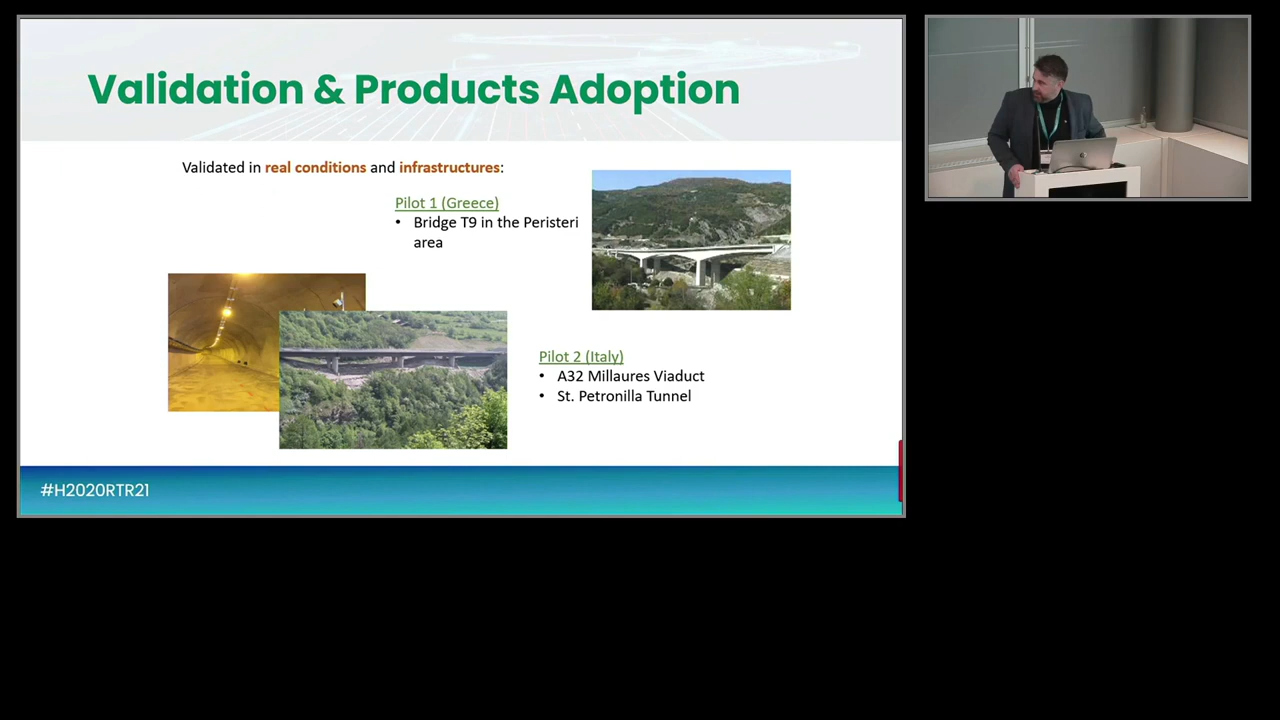 Validation & Products Adoption
Validated in real conditions and infrastructures:
Pilot 1 (Greece)
• Bridge T9 in the Peristeri
area
Pilot 2 (Italy)
• A32 Millaures Viaduct
• St. Petronilla Tunnel
#H2020RTR21